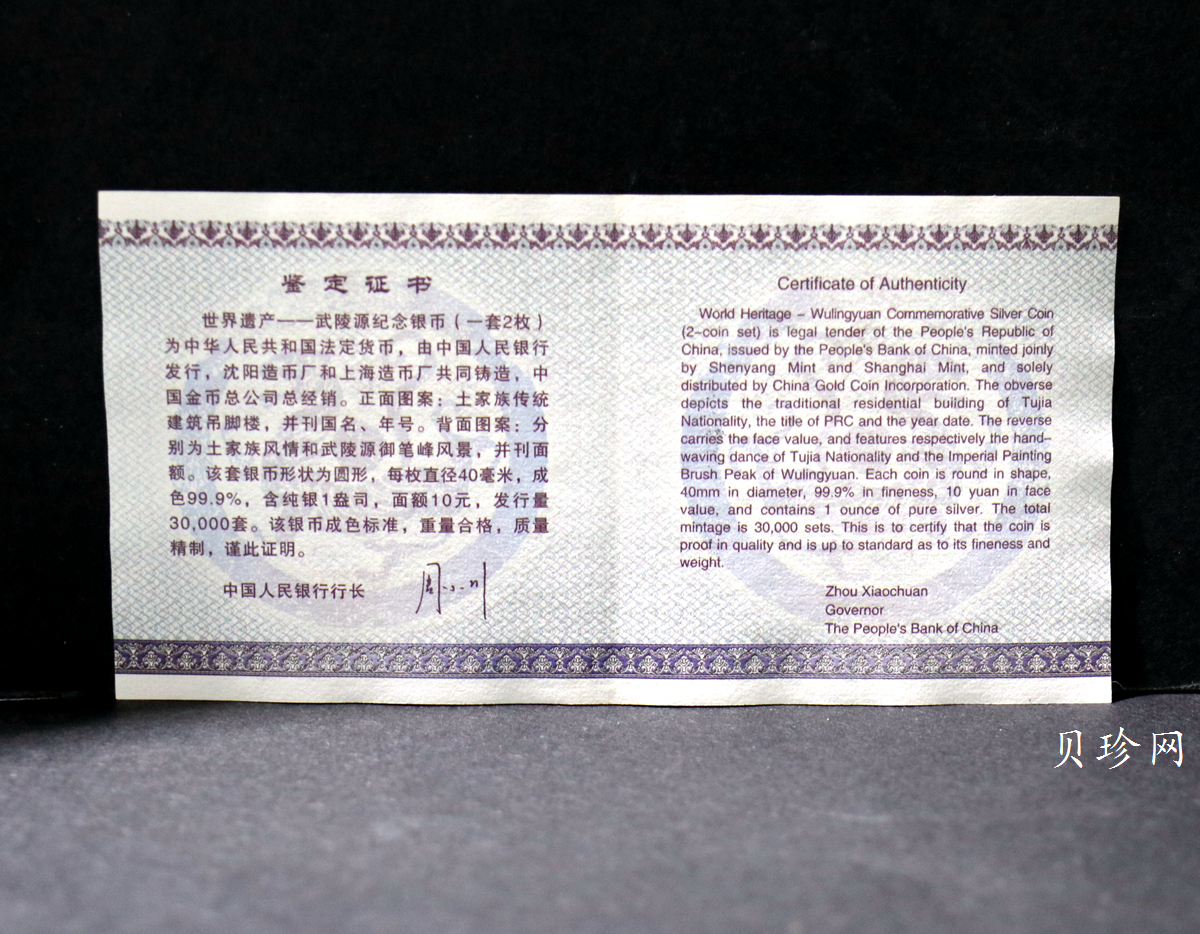 鉴定证书
世界遗产——武陵源纪念银币（一套2枚）
为中华人民共和国法定货币，由中国人民银行
发行，沈阳造币厂和上海造币厂共同铸造，中
国金币总公司总经销。正面图案：土家族传统
建筑吊脚楼，并刊国名、年号。背面图案：分
别为土家族风情和武陵源御笔峰风景，并刊面
额。该套银币形状为圆形，每枚直径40毫米，成
色99.9%，含纯银1盎司，面额10元，发行量
30,000套。该银币成色标准，重量合格，质量
精制，谨此证明。
中国人民银行行长 周小川
Certificate of Authenticity
World Heritage – Wulingyuan Commemorative Silver Coin
(2–coin set) is legal tender of the People's Republic of
China, issued by the People's Bank of China, minted joinly
by Shenyang Mint and Shanghai Mint, and solely
distributed by China Gold Coin Incorporation. The obverse
depicts the traditional residential building of Tujia
Nationality, the title of PRC and the year date. The reverse
carries the face value, and features respectively the hand–
waving dance of Tujia Nationality and the Imperial Painting
Brush Peak of Wulingyuan. Each coin is round in shape,
40mm in diameter, 99.9% in fineness, 10 yuan in face
value, and contains 1 ounce of pure silver. The total
mintage is 30,000 sets. This is to certify that the coin is
proof in quality and is up to standard as to its fineness and
weight.
Zhou Xiaochuan
Governor
The People's Bank of China
贝珍网